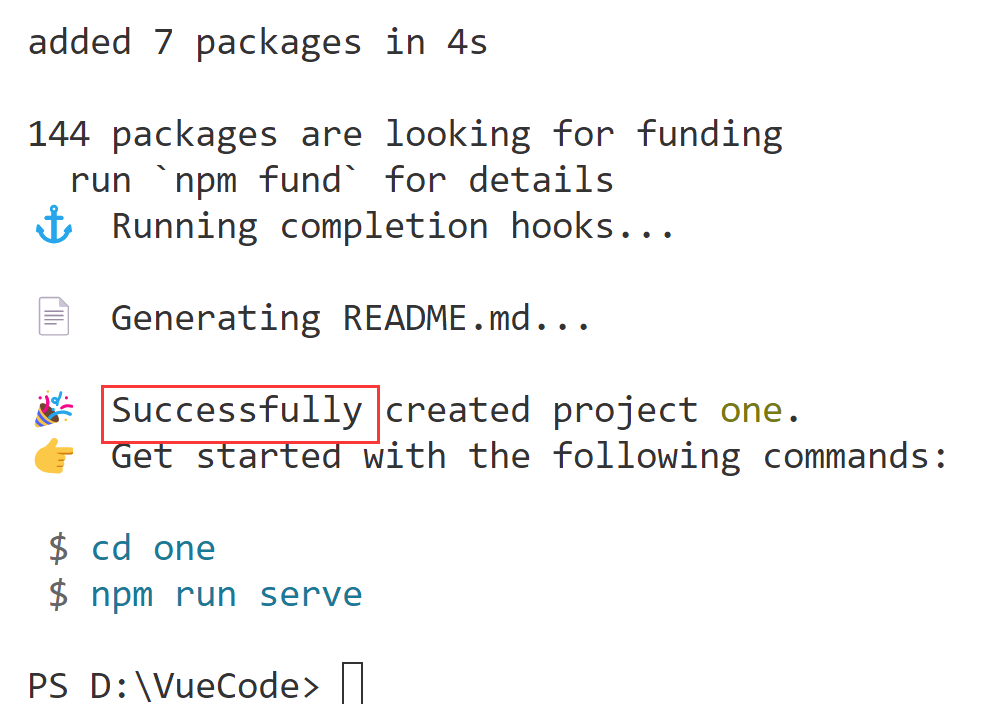 added 7 packages in 4s
144 packages are looking for funding
run `npm fund` for details
⚓ Running completion hooks...
📄 Generating README.md...
🎉 Successfully created project one.
👉 Get started with the following commands:
$ cd one
$ npm run serve
PS D:\VueCode>